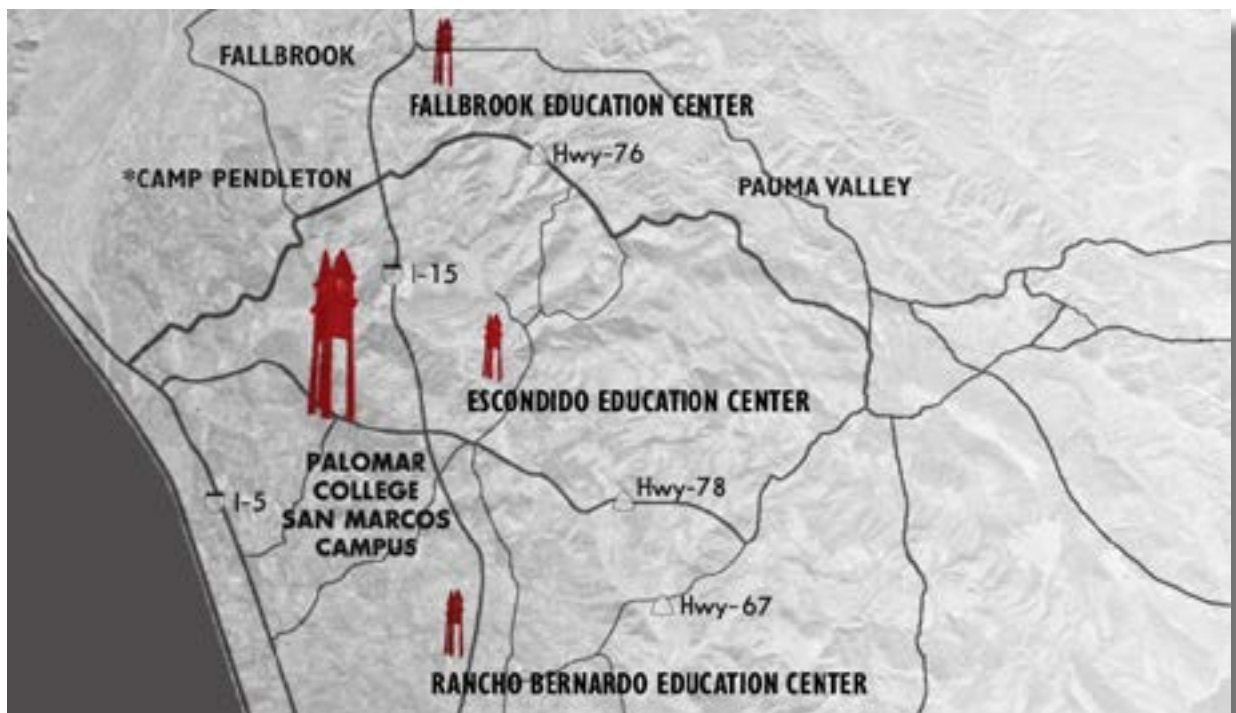 FALLBROOK
FALLBROOK EDUCATION CENTER
Hwy-76
*CAMP PENDLETON
PAUMA VALLEY
I-15
ESCONDIDO EDUCATION CENTER
PALOMAR
COLLEGE
SAN MARCOS
CAMPUS
I-5
Hwy-78
Hwy-67
RANCHO BERNARDO EDUCATION CENTER